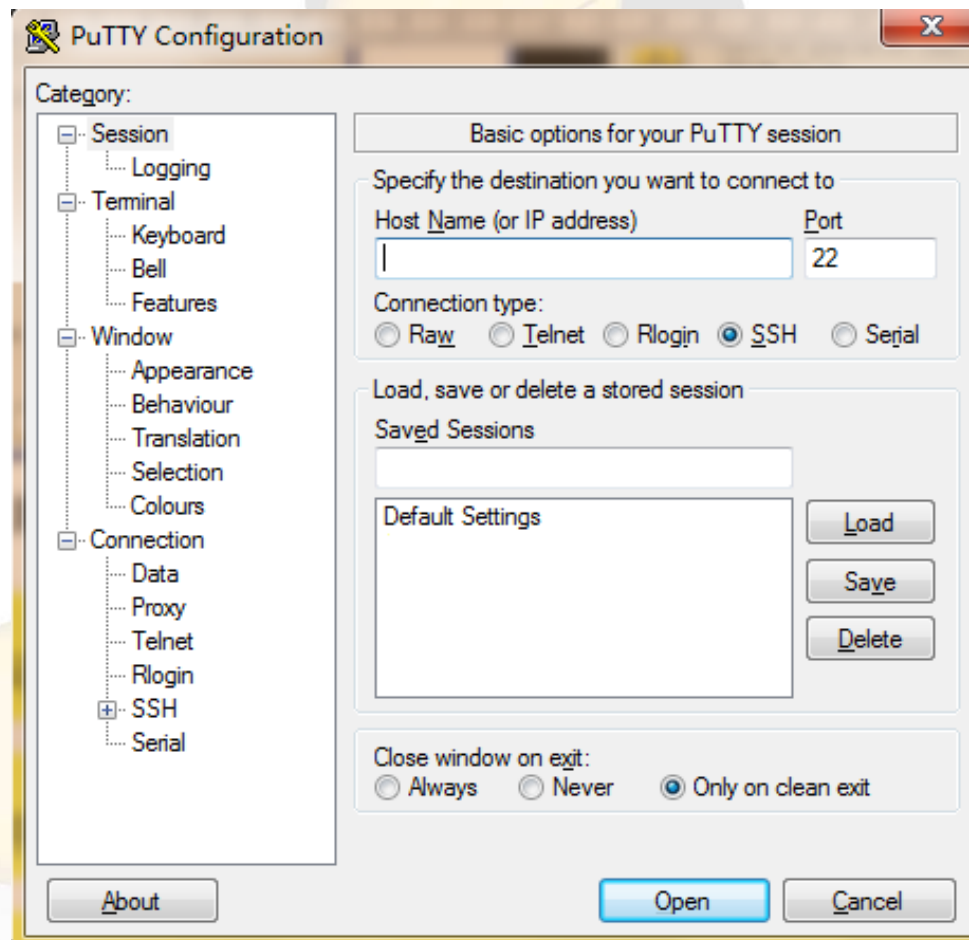 PuTTY Configuration
X
Category:
Session
Logging
Terminal
Keyboard
Bell
Features
Window
Appearance
Behaviour
Translation
Selection
Colours
Connection
Data
Proxy
Telnet
Rlogin
SSH
Serial
Basic options for your PuTTY session
Specify the destination you want to connect to
Host Name (or IP address) Port
22
Connection type:
Raw Telnet Rlogin SSH Serial
Load, save or delete a stored session
Saved Sessions
Default Settings
Load
Save
Delete
Close window on exit:
Always Never Only on clean exit
About Open Cancel